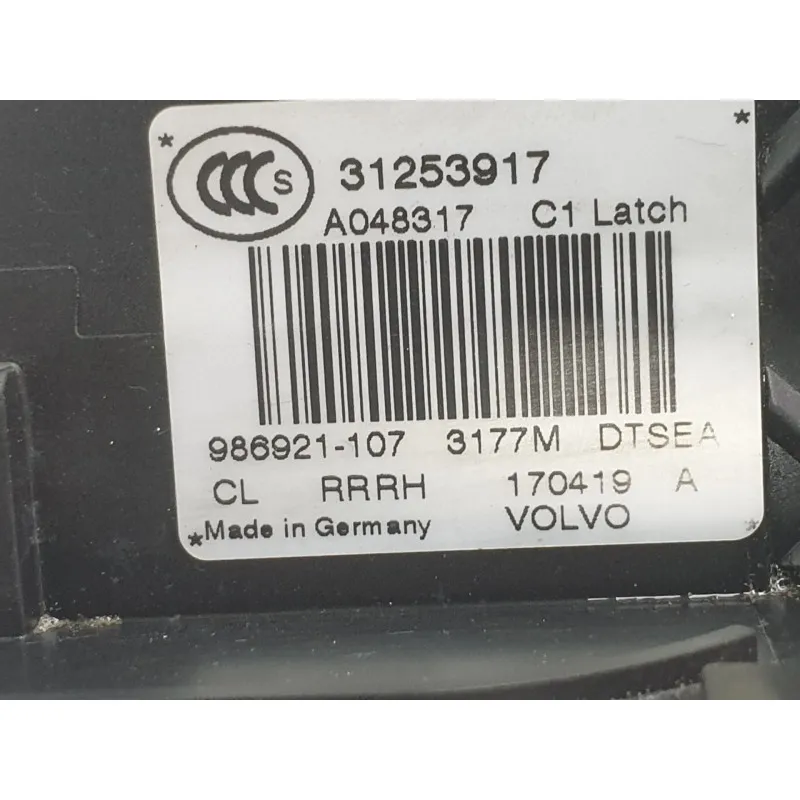 CCC S 31253917
A048317 C1 Latch
986921-107 3177M DTSEA
CL RRRH 170419 A
*Made in Germany VOLVO